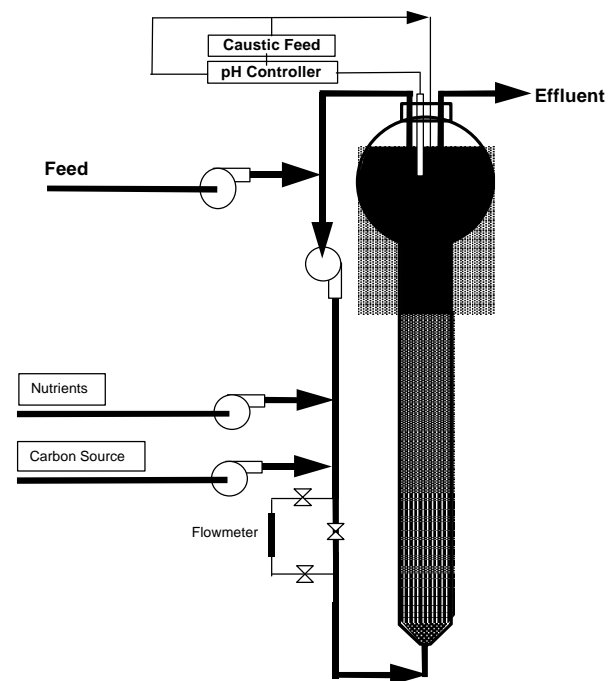 Caustic Feed
pH Controller
Effluent
Feed
Nutrients
Carbon Source
Flowmeter